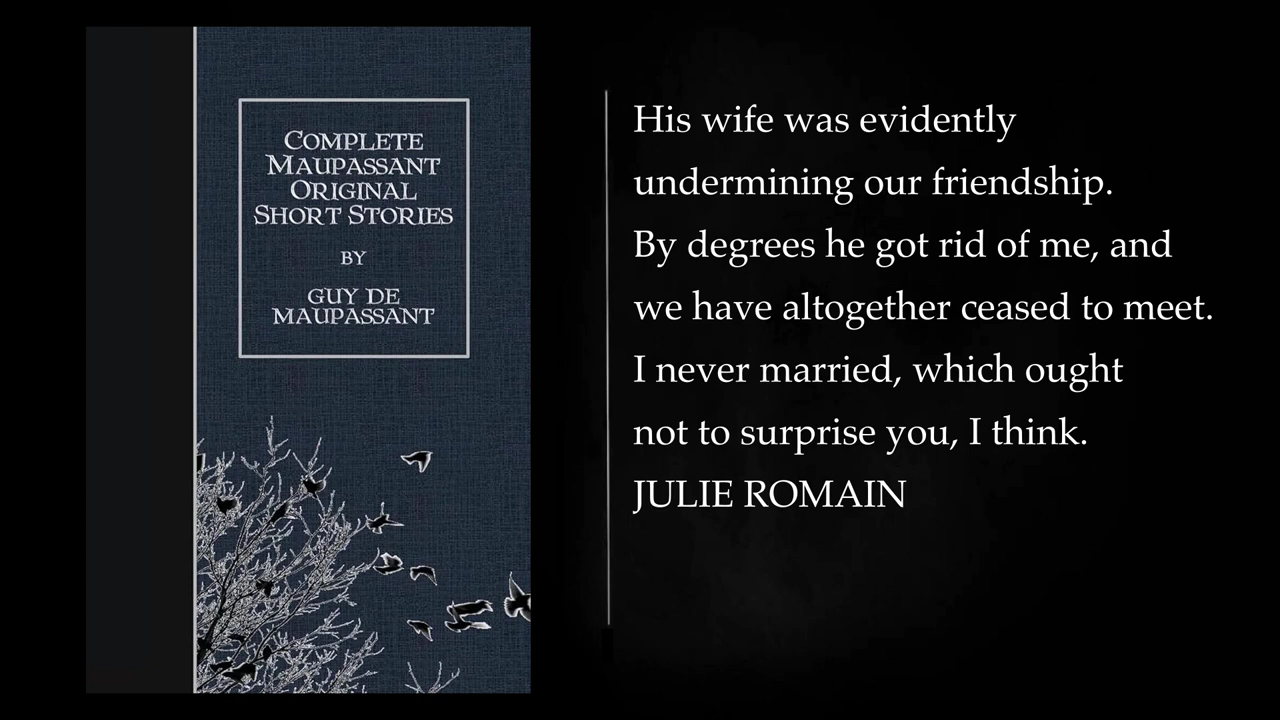 COMPLETE
MAUPASSANT
ORIGINAL
SHORT STORIES
BY
GUY DE
MAUPASSANT
His wife was evidently
undermining our friendship.
By degrees he got rid of me, and
we have altogether ceased to meet.
I never married, which ought
not to surprise you, I think.
JULIE ROMAIN